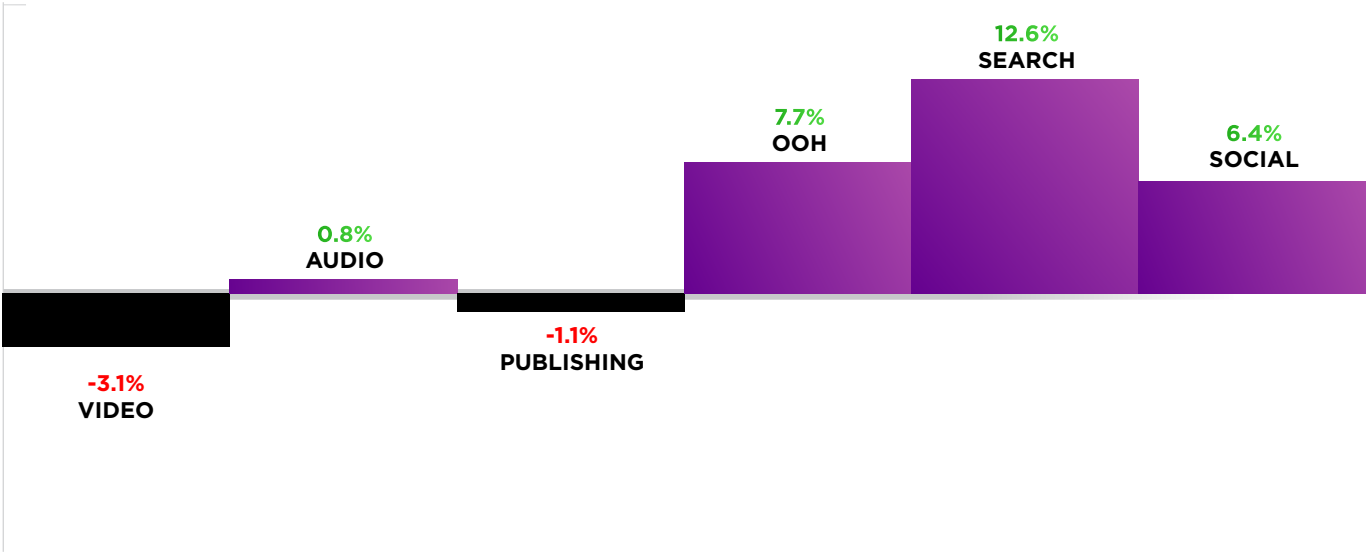 -3.1%
VIDEO
0.8%
AUDIO
-1.1%
PUBLISHING
7.7%
OOH
12.6%
SEARCH
6.4%
SOCIAL